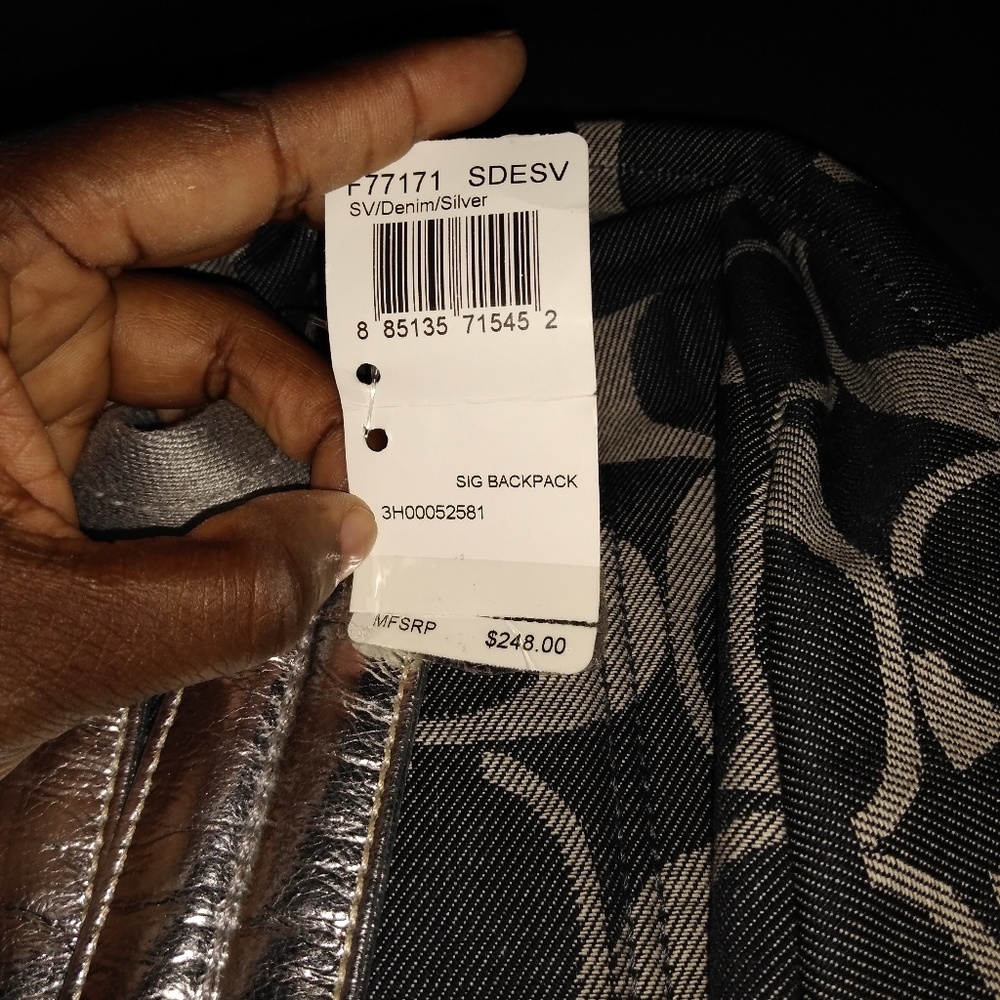 F77171 SDESV
SV/Denim/Silver
8 85135 71545 2
SIG BACKPACK
3H00052581
MFSRP $248.00